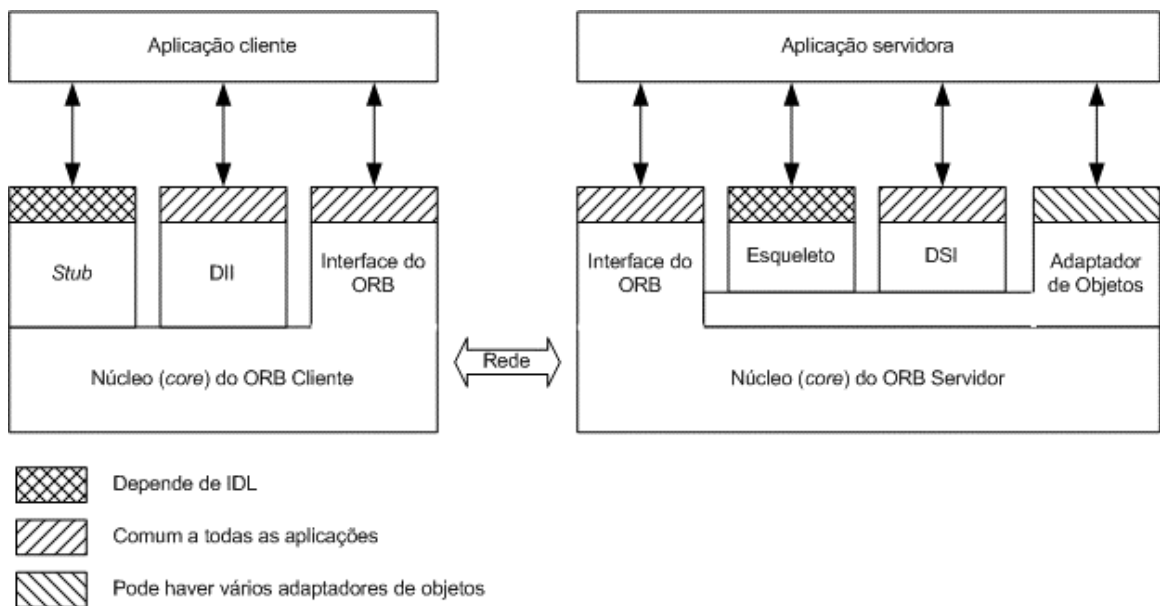 Aplicação cliente
Aplicação servidora
Stub
DII
Interface do
ORB
Interface do
ORB
Esqueleto
DSI
Adaptador
de Objetos
Núcleo (core) do ORB Cliente
Rede
Núcleo (core) do ORB Servidor
Depende de IDL
Comum a todas as aplicações
Pode haver vários adaptadores de objetos